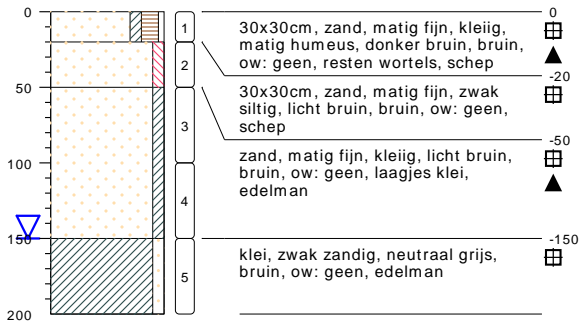 0
50
100
150
200
1
2
3
4
5
30x30cm, zand, matig fijn, kleiig,
matig humeus, donker bruin, bruin,
ow: geen, resten wortels, schep
30x30cm, zand, matig fijn, zwak
siltig, licht bruin, bruin, ow: geen,
schep
zand, matig fijn, kleiig, licht bruin,
bruin, ow: geen, laagjes klei,
edelman
klei, zwak zandig, neutraal grijs,
bruin, ow: geen, edelman
0
-20
-50
-150